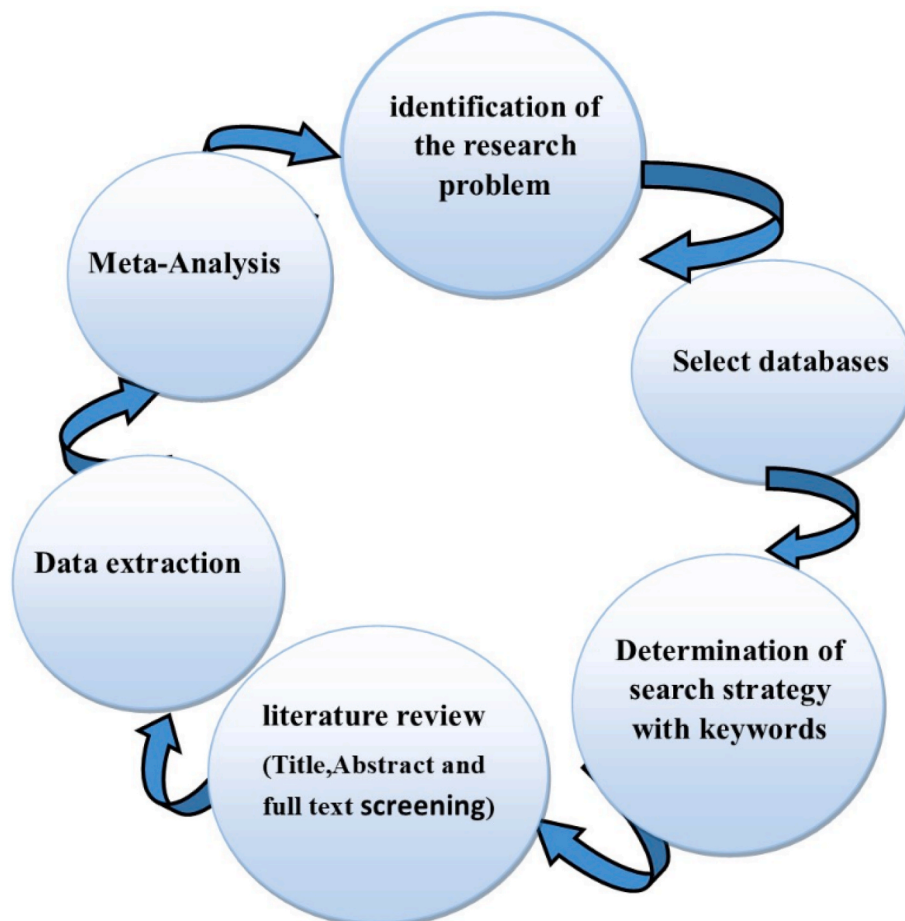 identification of
the research
problem
Select databases
Determination of
search strategy
with keywords
literature review
(Title,Abstract and
full text screening)
Data extraction
Meta-Analysis